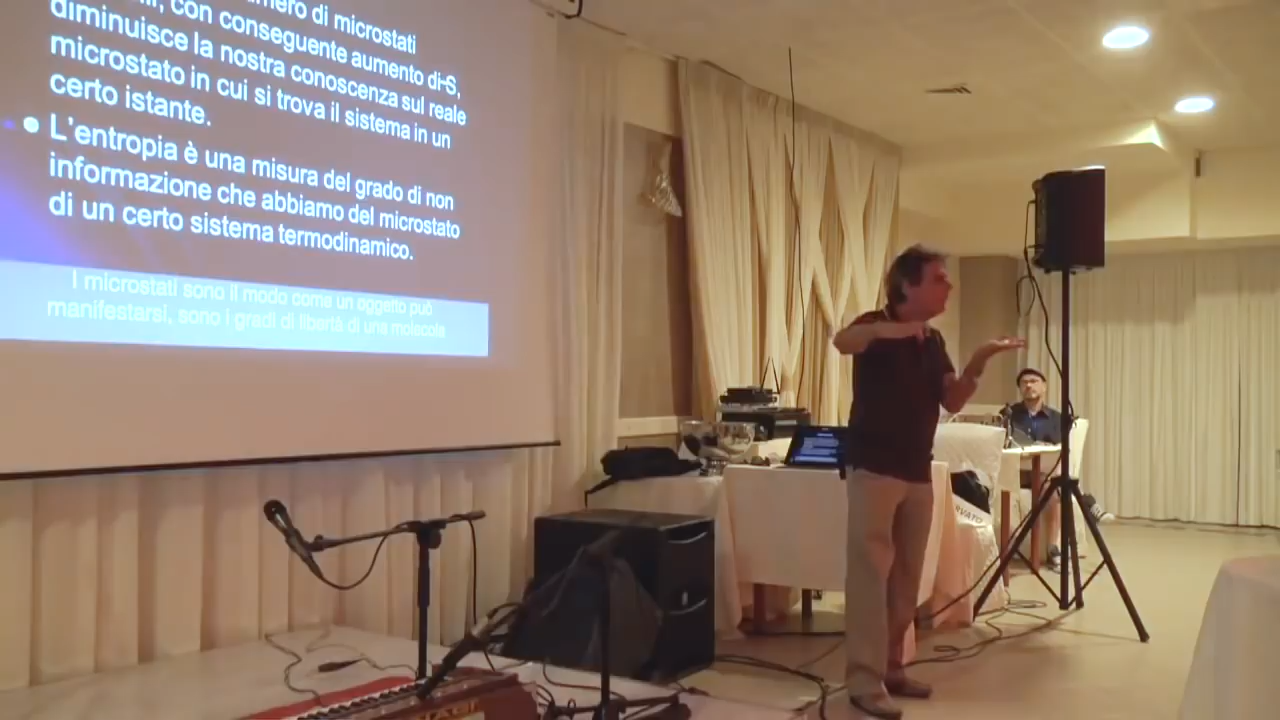 numero di microstati
con conseguente aumento di S,
diminuisce la nostra conoscenza sul reale
microstato in cui si trova il sistema in un
certo istante.
L'entropia è una misura del grado di non
informazione che abbiamo del microstato
di un certo sistema termodinamico.
I microstati sono il modo come un oggetto può
manifestarsi, sono i gradi di libertà di una molecola
RVATO